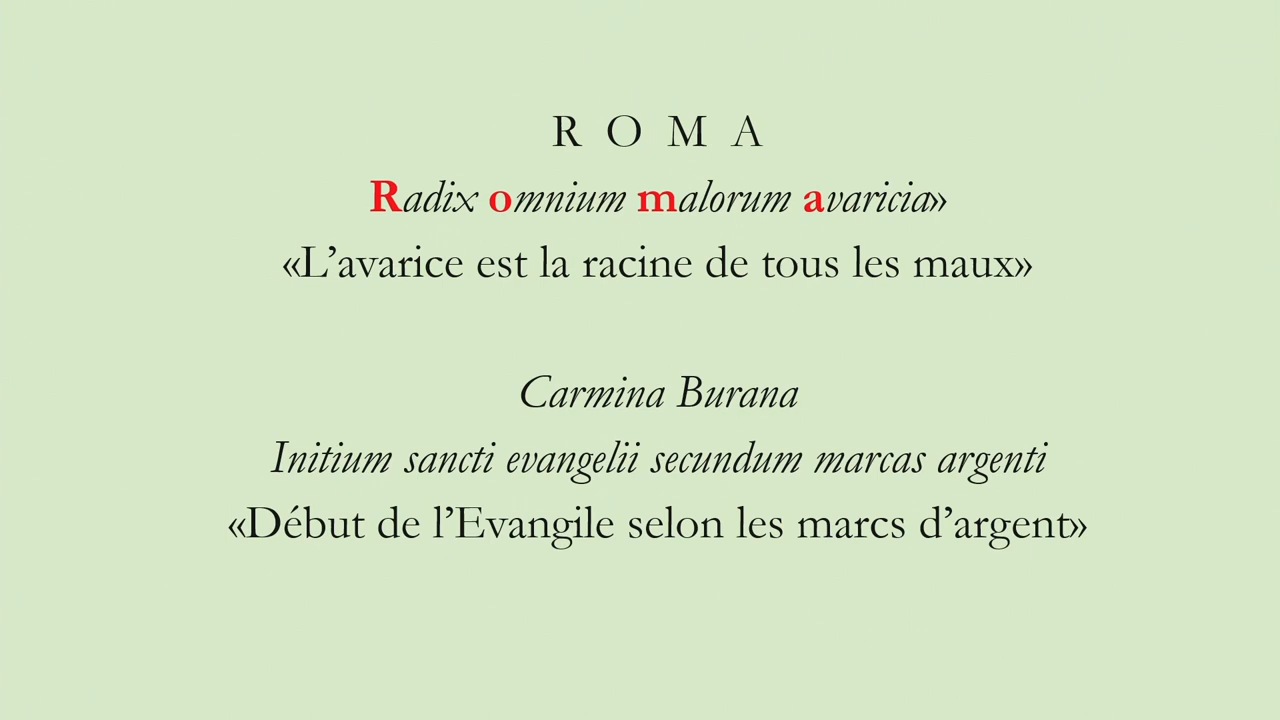 R O M A
Radix omnium malorum avaricia»
«L’avarice est la racine de tous les maux»
Carmina Burana
Initium sancti evangelii secundum marcas argenti
«Début de l’Evangile selon les marcs d’argent»